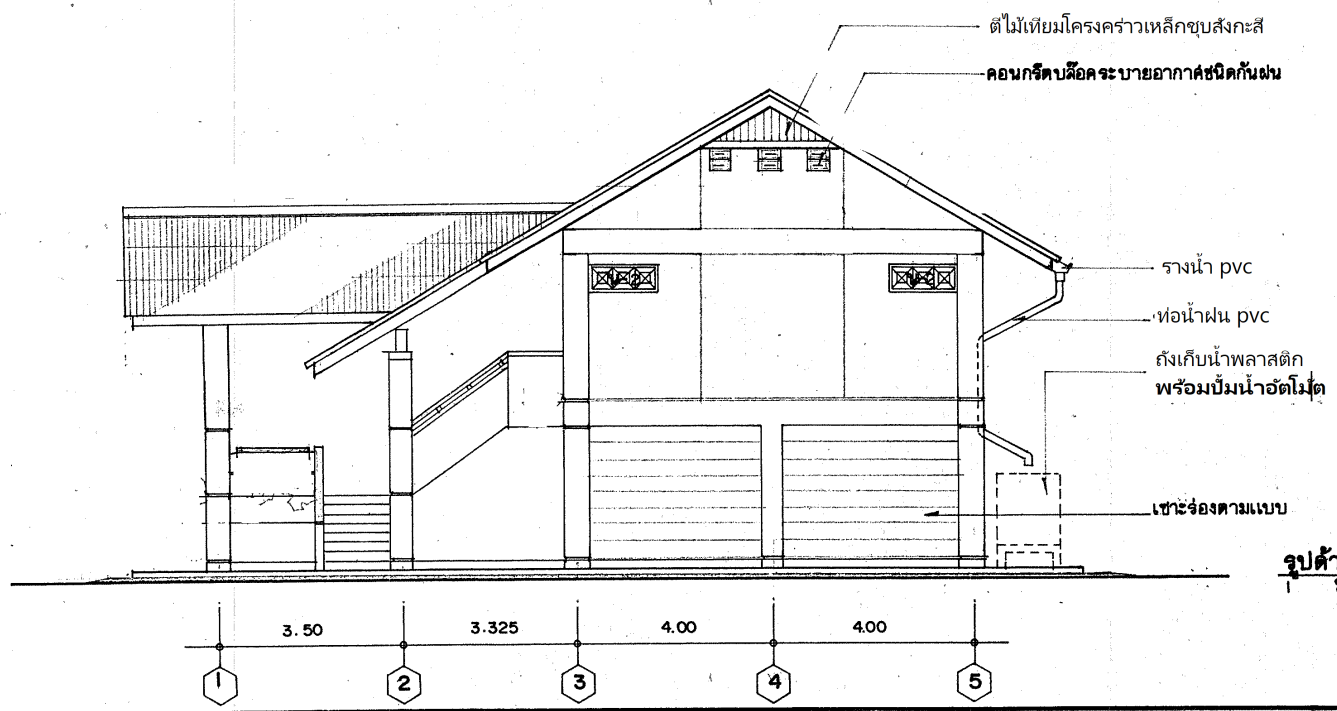 ตีไม้เทียมโครงคร่าวเหล็กชุบสังกะสี
คอนกรีตบล๊อคระบายอากาศชนิดกันฝน
รางน้ำ pvc
ท่อน้ำฝน pvc
ถังเก็บน้ำพลาสติก
พร้อมปั้มน้ำอัตโมัต
เซาะร่องตามแบบ
รูปด้า
3.50
3.325
4.00
4.00
1
2
3
4
5